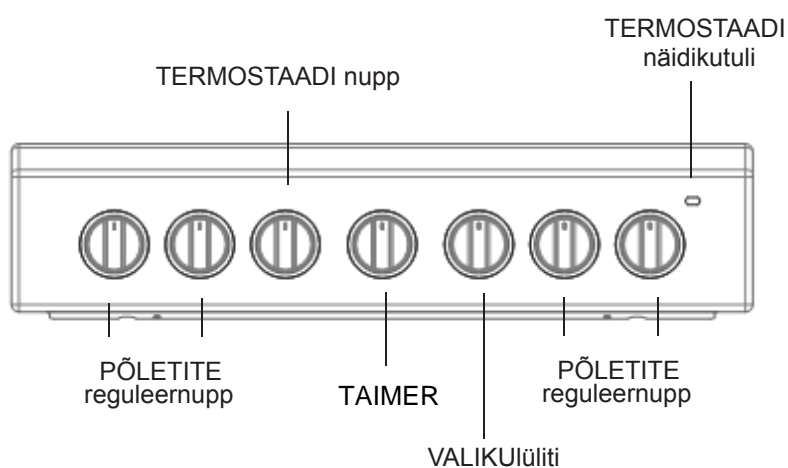 TERMOSTAADI
näidikutuli
TERMOSTAADI nupp
PÕLETITE
reguleernupp
TAIMER
PÕLETITE
reguleernupp
VALIKUlüliti